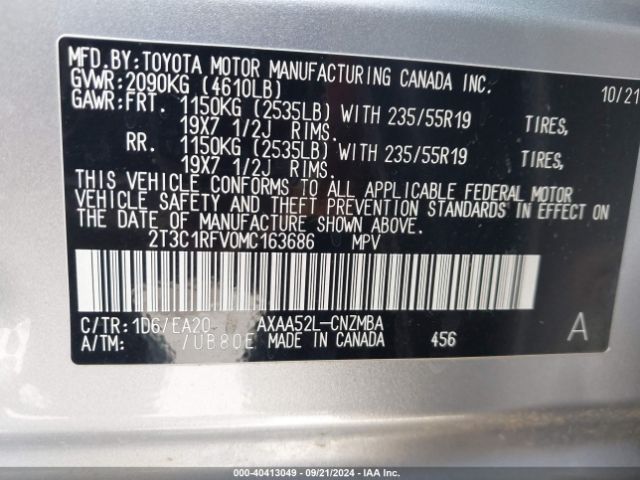 MFD.BY:TOYOTA MOTOR MANUFACTURING CANADA INC.
GVWR:2090KG (4610LB) 10/21
GAWR:FRT. 1150KG (2535LB) WITH 235/55R19 TIRES,
19X7 1/2J RIMS.
RR. 1150KG (2535LB) WITH 235/55R19 TIRES,
19X7 1/2J RIMS.
THIS VEHICLE CONFORMS TO ALL APPLICABLE FEDERAL MOTOR
VEHICLE SAFETY AND THEFT PREVENTION STANDARDS IN EFFECT ON
THE DATE OF MANUFACTURE SHOWN ABOVE.
2T3C1RFV0MC163686 MPV
C/TR:1D6/EA20 AXAA52L-CNZMBA
A/TM: /UB80E MADE IN CANADA 456 A
000-40413049 - 09/21/2024 - IAA Inc.